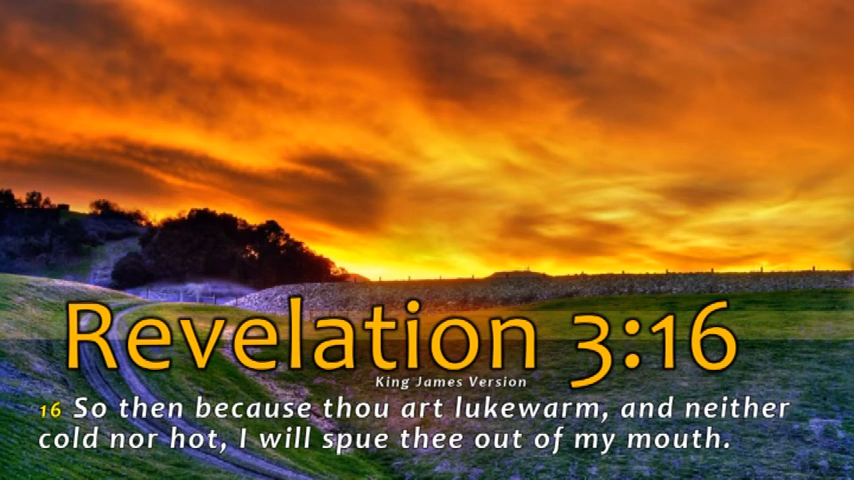 Revelation 3:16
King James Version
16 So then because thou art lukewarm, and neither
cold nor hot, I will spue thee out of my mouth.